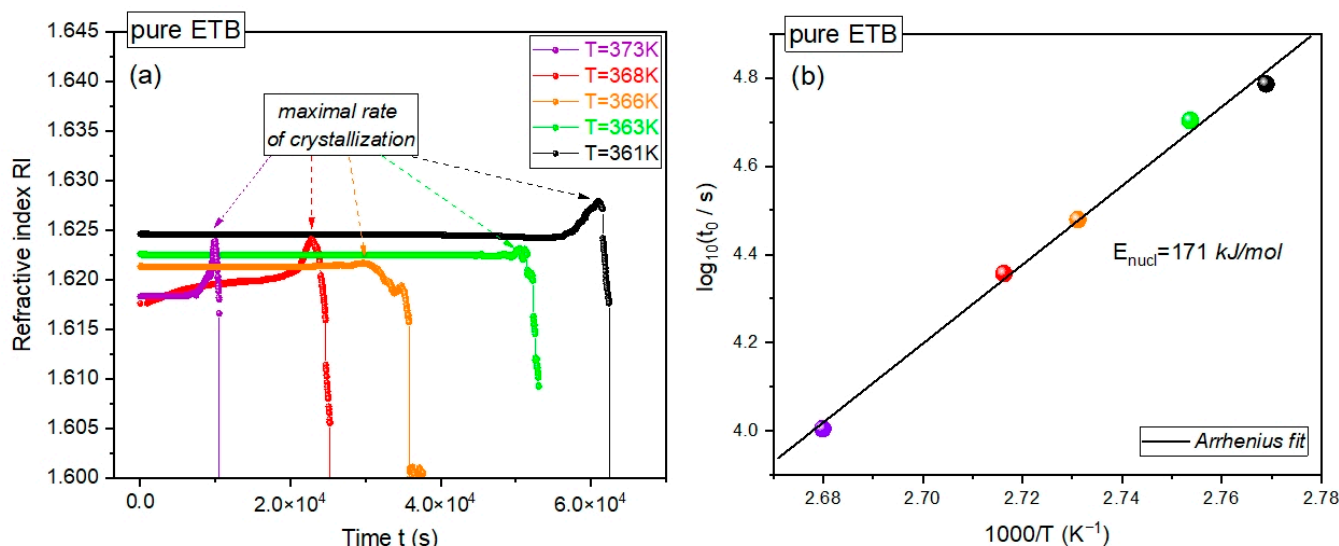 pure ETB
(a)
T=373K
T=368K
T=366K
T=363K
T=361K
maximal rate
of crystallization
Refractive index RI
1.645
1.640
1.635
1.630
1.625
1.620
1.615
1.610
1.605
1.600
0.0
2.0×10⁴
4.0×10⁴
6.0×10⁴
Time t (s)
pure ETB
(b)
log₁₀(t₀ / s)
4.8
4.6
4.4
4.2
4.0
Eₙᵤcₗ=171 kJ/mol
Arrhenius fit
2.68
2.70
2.72
2.74
2.76
2.78
1000/T (K⁻¹)